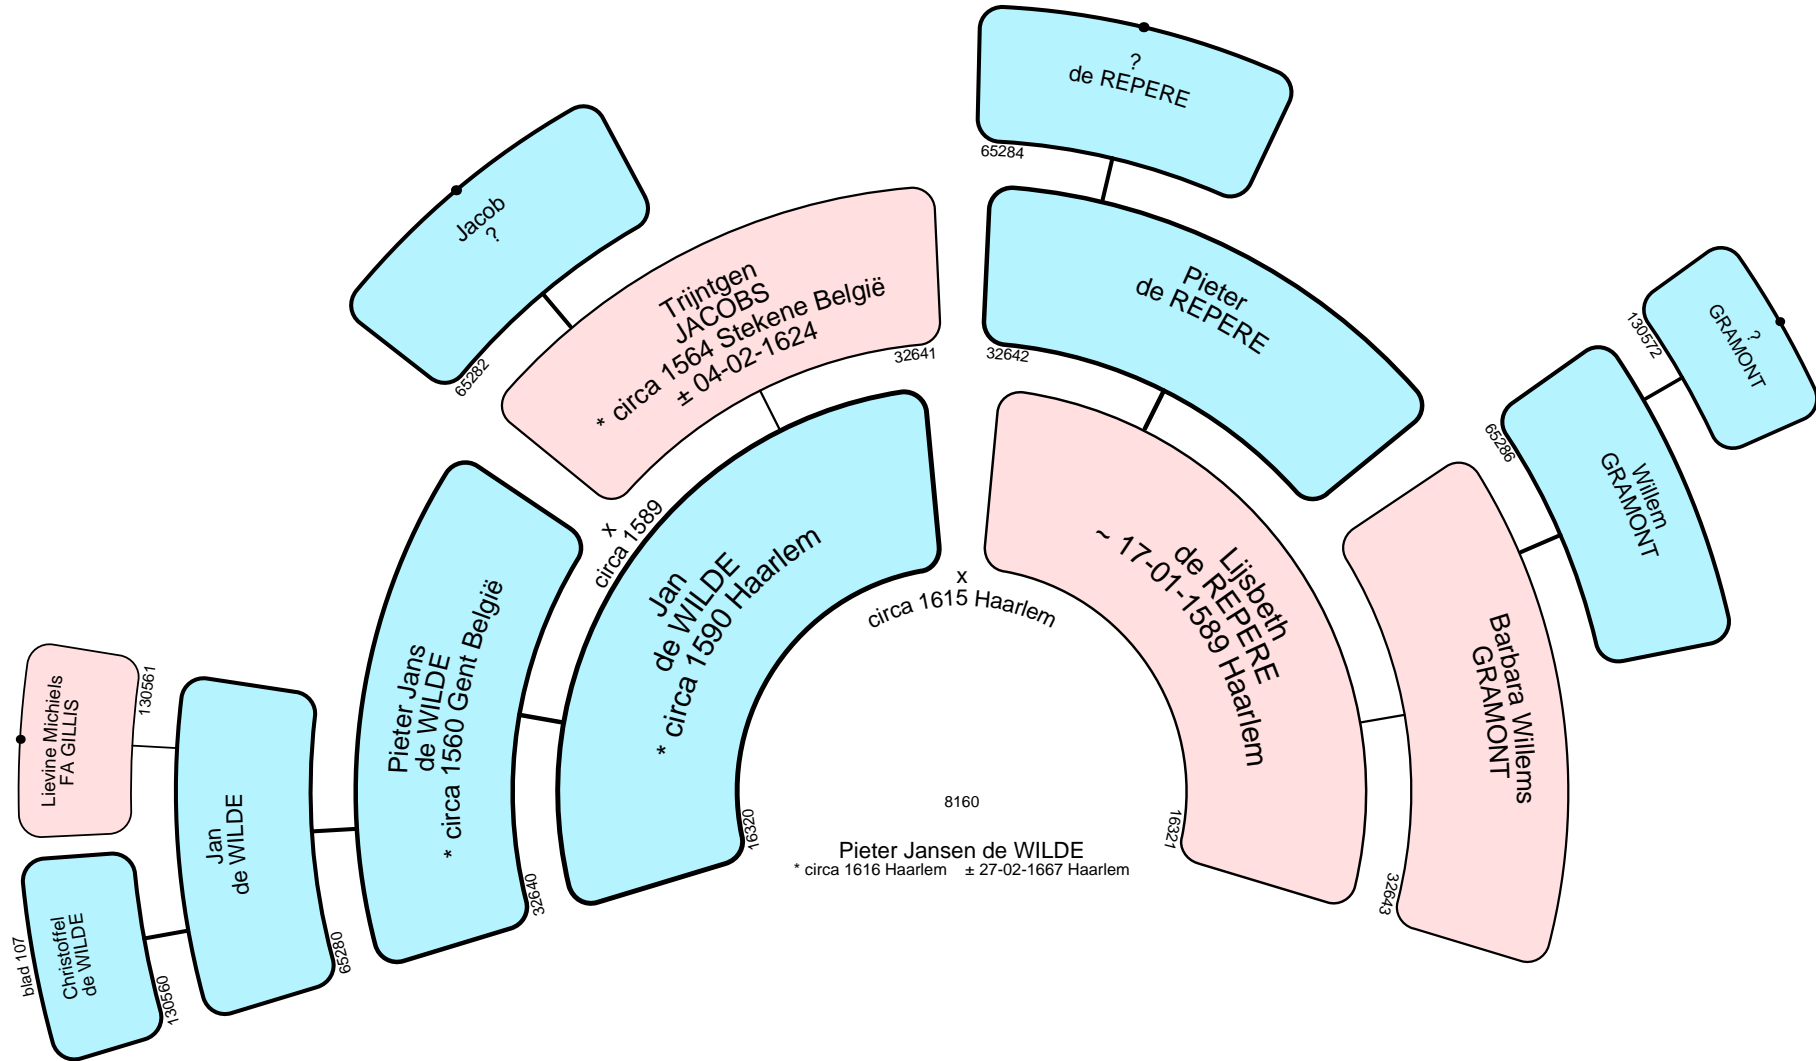 ?
de REPERE
65284
Jacob
?
65282
Trijntgen
JACOBS
* circa 1564 Stekene België
± 04-02-1624
32641
Pieter
de REPERE
32642
?
GRAMONT
130572
Willem
GRAMONT
65286
x
circa 1589
Jan
de WILDE
* circa 1590 Haarlem
16320
x
circa 1615 Haarlem
Lijsbeth
de REPERE
~ 17-01-1589 Haarlem
16321
Barbara Willems
GRAMONT
32643
Pieter Jans
de WILDE
* circa 1560 Gent België
32640
Lievine Michiels
FA GILLIS
130561
Jan
de WILDE
65280
Christoffel
de WILDE
130560
blad 107
8160
Pieter Jansen de WILDE
* circa 1616 Haarlem ± 27-02-1667 Haarlem